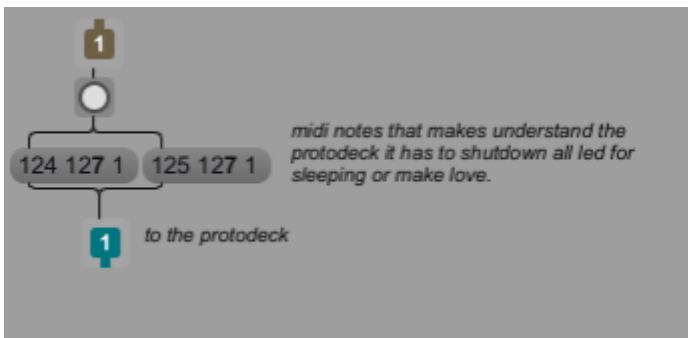 1
124 127 1
125 127 1
midi notes that makes understand the
protodeck it has to shutdown all led for
sleeping or make love.
1
to the protodeck